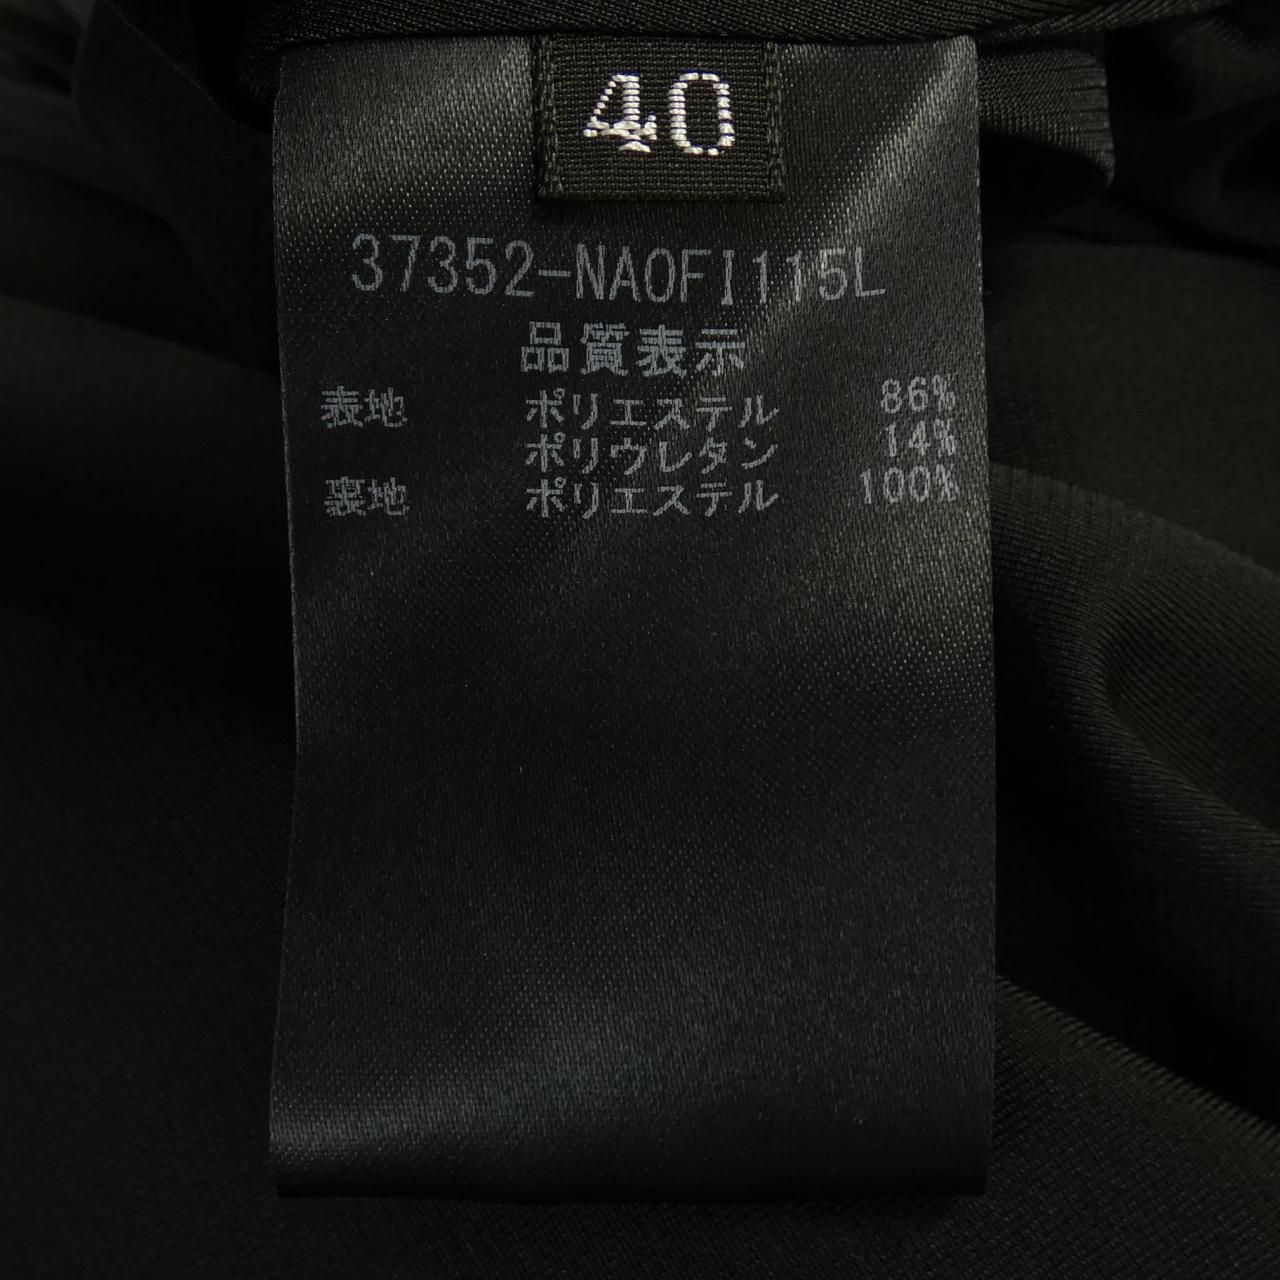 40
37352-NAOFI115L
品質表示
表地 ポリエステル 86%
ポリウレタン 14%
裏地 ポリエステル 100%